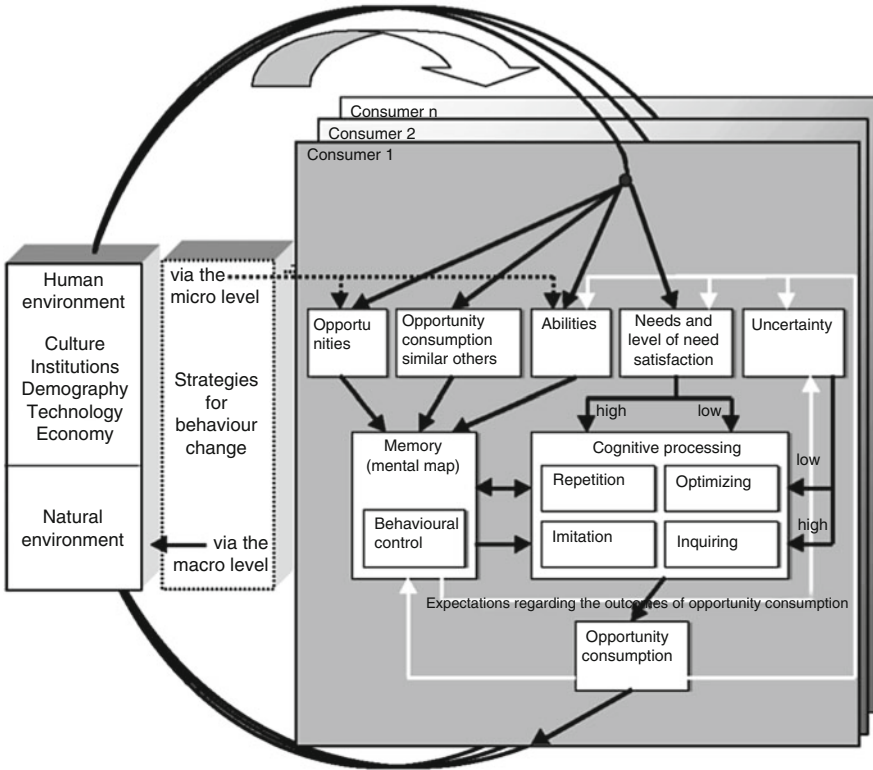 Consumer n
Consumer 2
Consumer 1
Human
environment
Culture
Institutions
Demography
Technology
Economy
Natural
environment
via the
micro level
Strategies
for
behaviour
change
via the
macro level
Opportu
nities
Opportunity
consumption
similar others
Abilities
Needs and
level of need
satisfaction
Uncertainty
high
low
Memory
(mental map)
Behavioural
control
Cognitive processing
Repetition
Optimizing
Imitation
Inquiring
low
high
Expectations regarding the outcomes of opportunity consumption
Opportunity
consumption